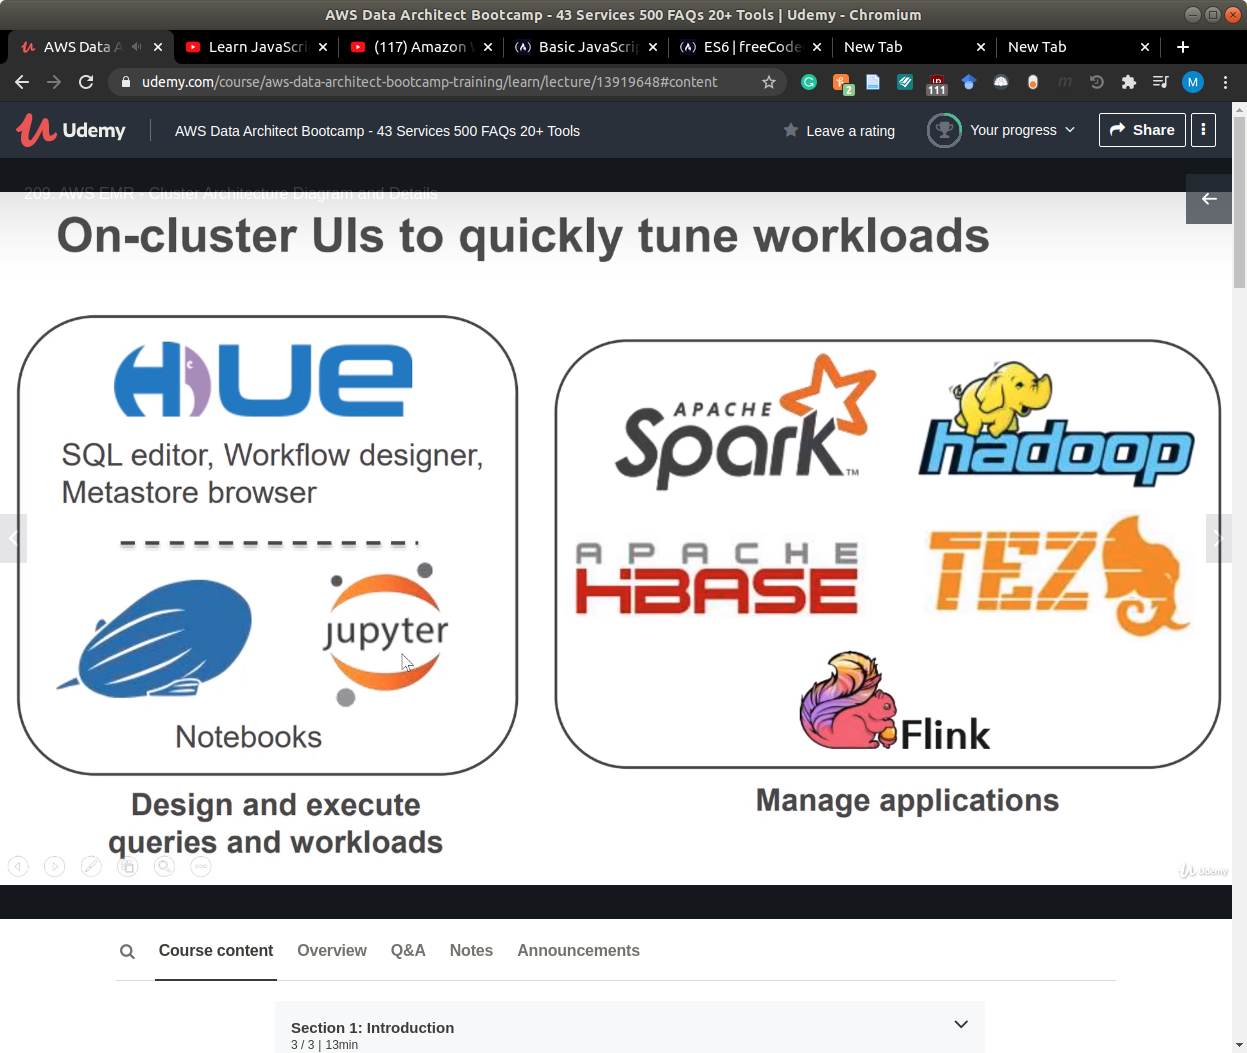 AWS Data Architect Bootcamp - 43 Services 500 FAQs 20+ Tools | Udemy - Chromium
AWS Data A
Learn JavaScri
(117) Amazon
Basic JavaScrip
ES6 | freeCode
New Tab
New Tab
udemy.com/course/aws-data-architect-bootcamp-training/learn/lecture/13919648#content
2
111
M
Udemy
AWS Data Architect Bootcamp - 43 Services 500 FAQs 20+ Tools
Leave a rating
Your progress
Share
209. AWS EMR - Cluster Architecture Diagram and Details
On-cluster UIs to quickly tune workloads
HUE
SQL editor, Workflow designer,
Metastore browser
jupyter
Notebooks
Design and execute
queries and workloads
APACHE
Spark™
hadoop
APACHE
HBASE
TEZ
Flink
Manage applications
Udemy
Course content
Overview
Q&A
Notes
Announcements
Section 1: Introduction
3 / 3 | 13min